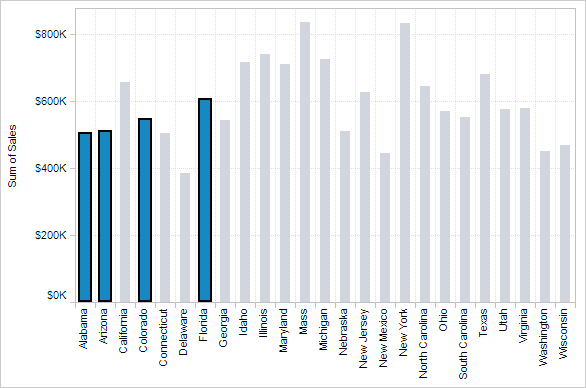 Sum of Sales
$800K
$600K
$400K
$200K
$0K
Alabama
Arizona
California
Colorado
Connecticut
Delaware
Florida
Georgia
Idaho
Illinois
Maryland
Mass
Michigan
Nebraska
New Jersey
New Mexico
New York
North Carolina
Ohio
South Carolina
Texas
Utah
Virginia
Washington
Wisconsin